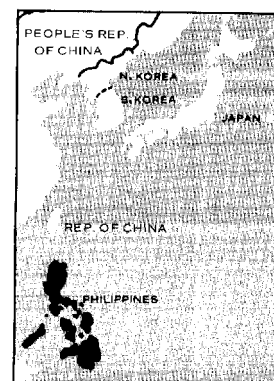 PEOPLE'S REP.
OF CHINA
N. KOREA
S. KOREA
JAPAN
REP. OF CHINA
PHILIPPINES